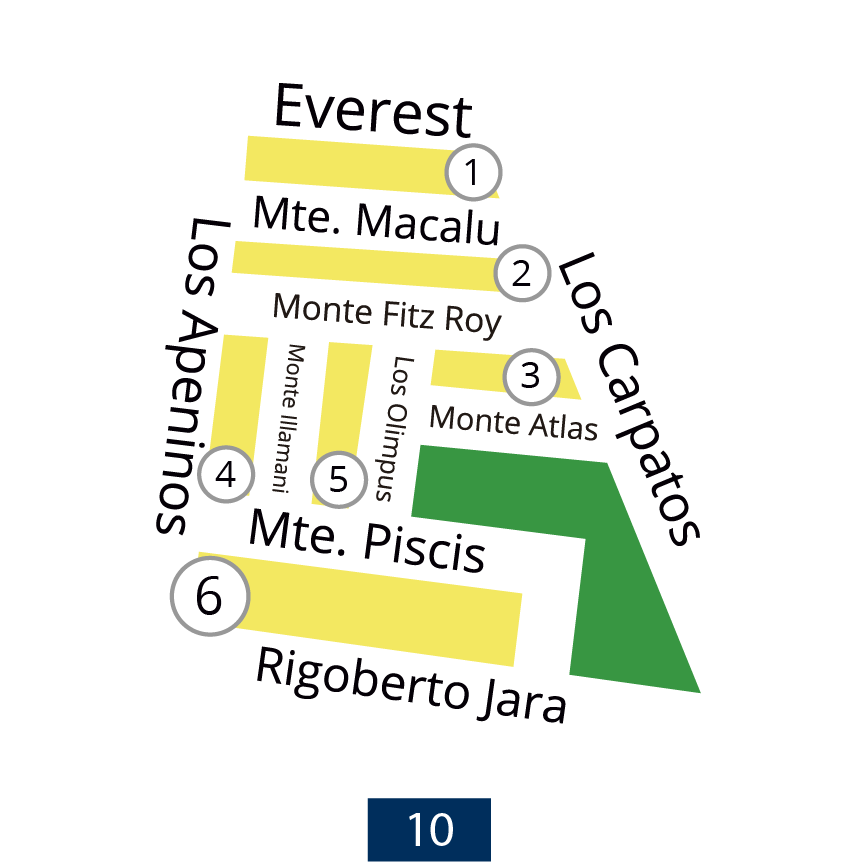 Everest
1
Mte. Macalu
Los Apeninos
2
Los Carpatos
Monte Fitz Roy
3
Monte Illamani
Los Olimpus
Monte Atlas
4
5
Mte. Piscis
6
Rigoberto Jara
10